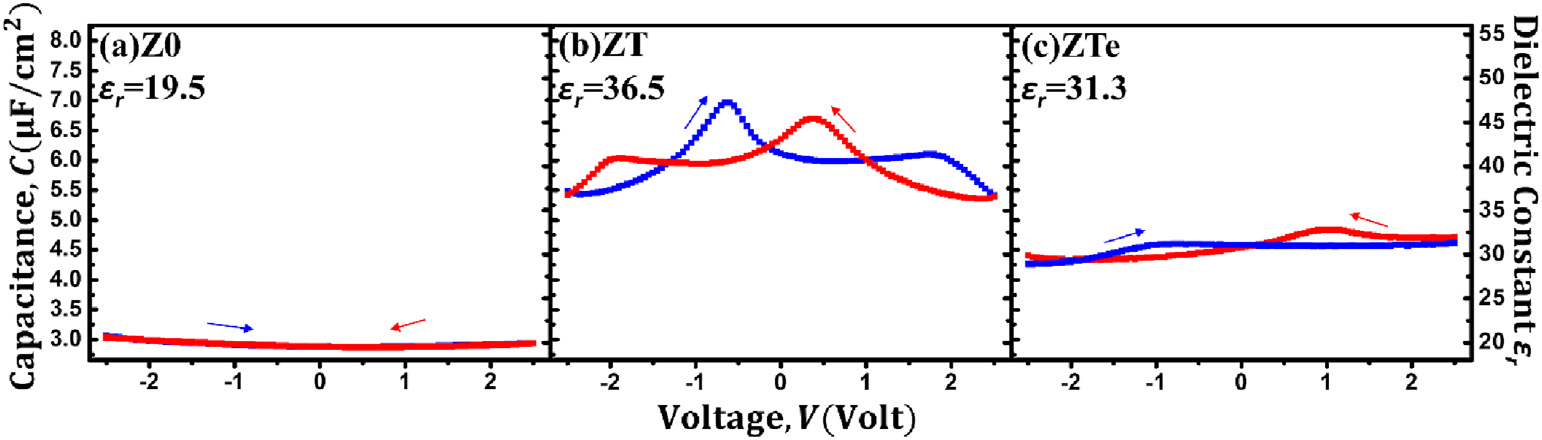 Capacitance, C(μF/cm²)
8.0
7.5
7.0
6.5
6.0
5.5
5.0
4.5
4.0
3.5
3.0
(a)Z0
εr=19.5
(b)ZT
εr=36.5
(c)ZTe
εr=31.3
-2 -1 0 1 2
-2 -1 0 1 2
-2 -1 0 1 2
Voltage, V(Volt)
55
50
45
40
35
30
25
20
Dielectric Constant εr